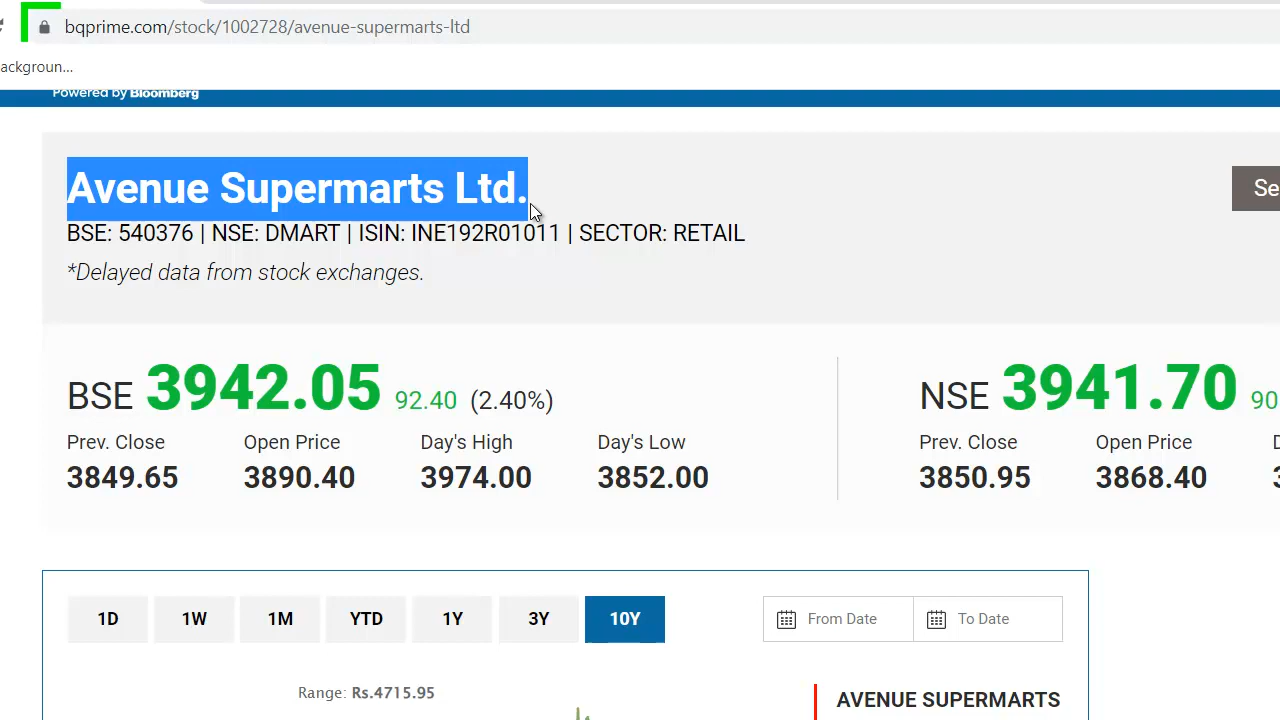 bqprime.com/stock/1002728/avenue-supermarts-ltd
ackgroun...
Powered by Bloomberg
Avenue Supermarts Ltd.
Se
BSE: 540376 | NSE: DMART | ISIN: INE192R01011 | SECTOR: RETAIL
*Delayed data from stock exchanges.
BSE 3942.05 92.40 (2.40%)
Prev. Close Open Price Day's High Day's Low
3849.65 3890.40 3974.00 3852.00
NSE 3941.70 90
Prev. Close Open Price
3850.95 3868.40
1D 1W 1M YTD 1Y 3Y 10Y
From Date To Date
Range: Rs.4715.95
AVENUE SUPERMARTS